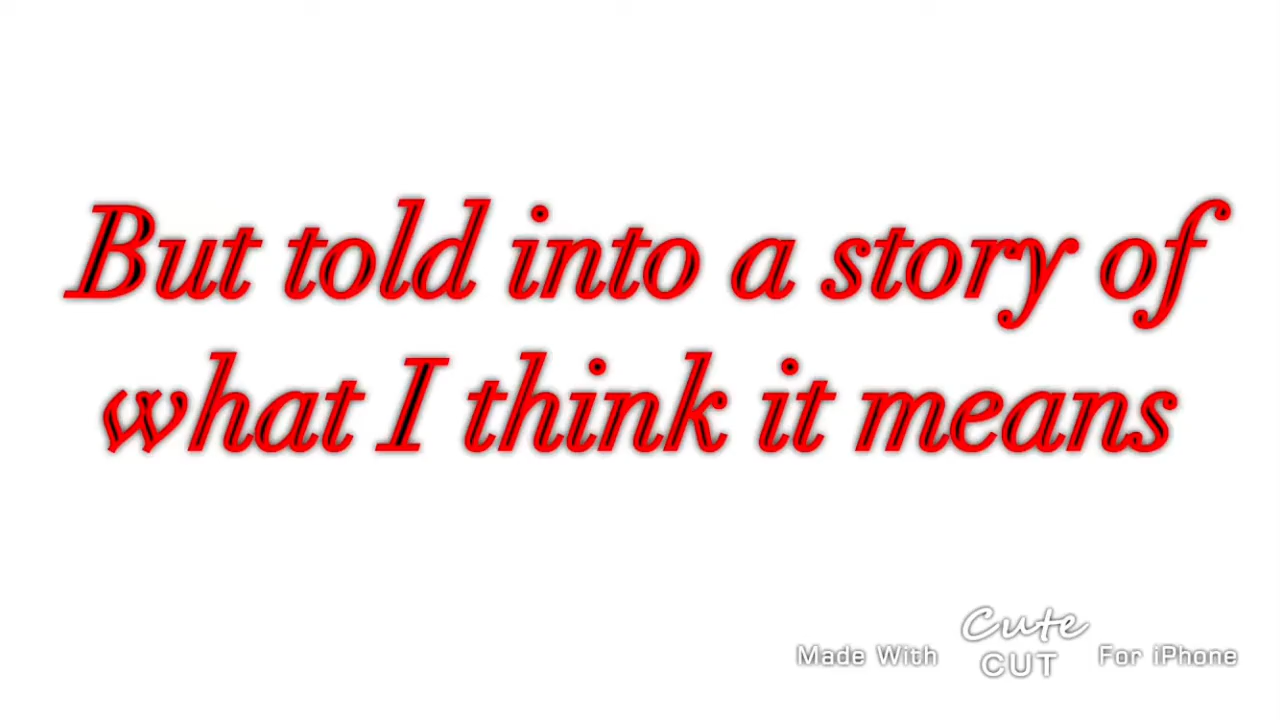 But told into a story of
what I think it means
Made With Cute CUT For iPhone